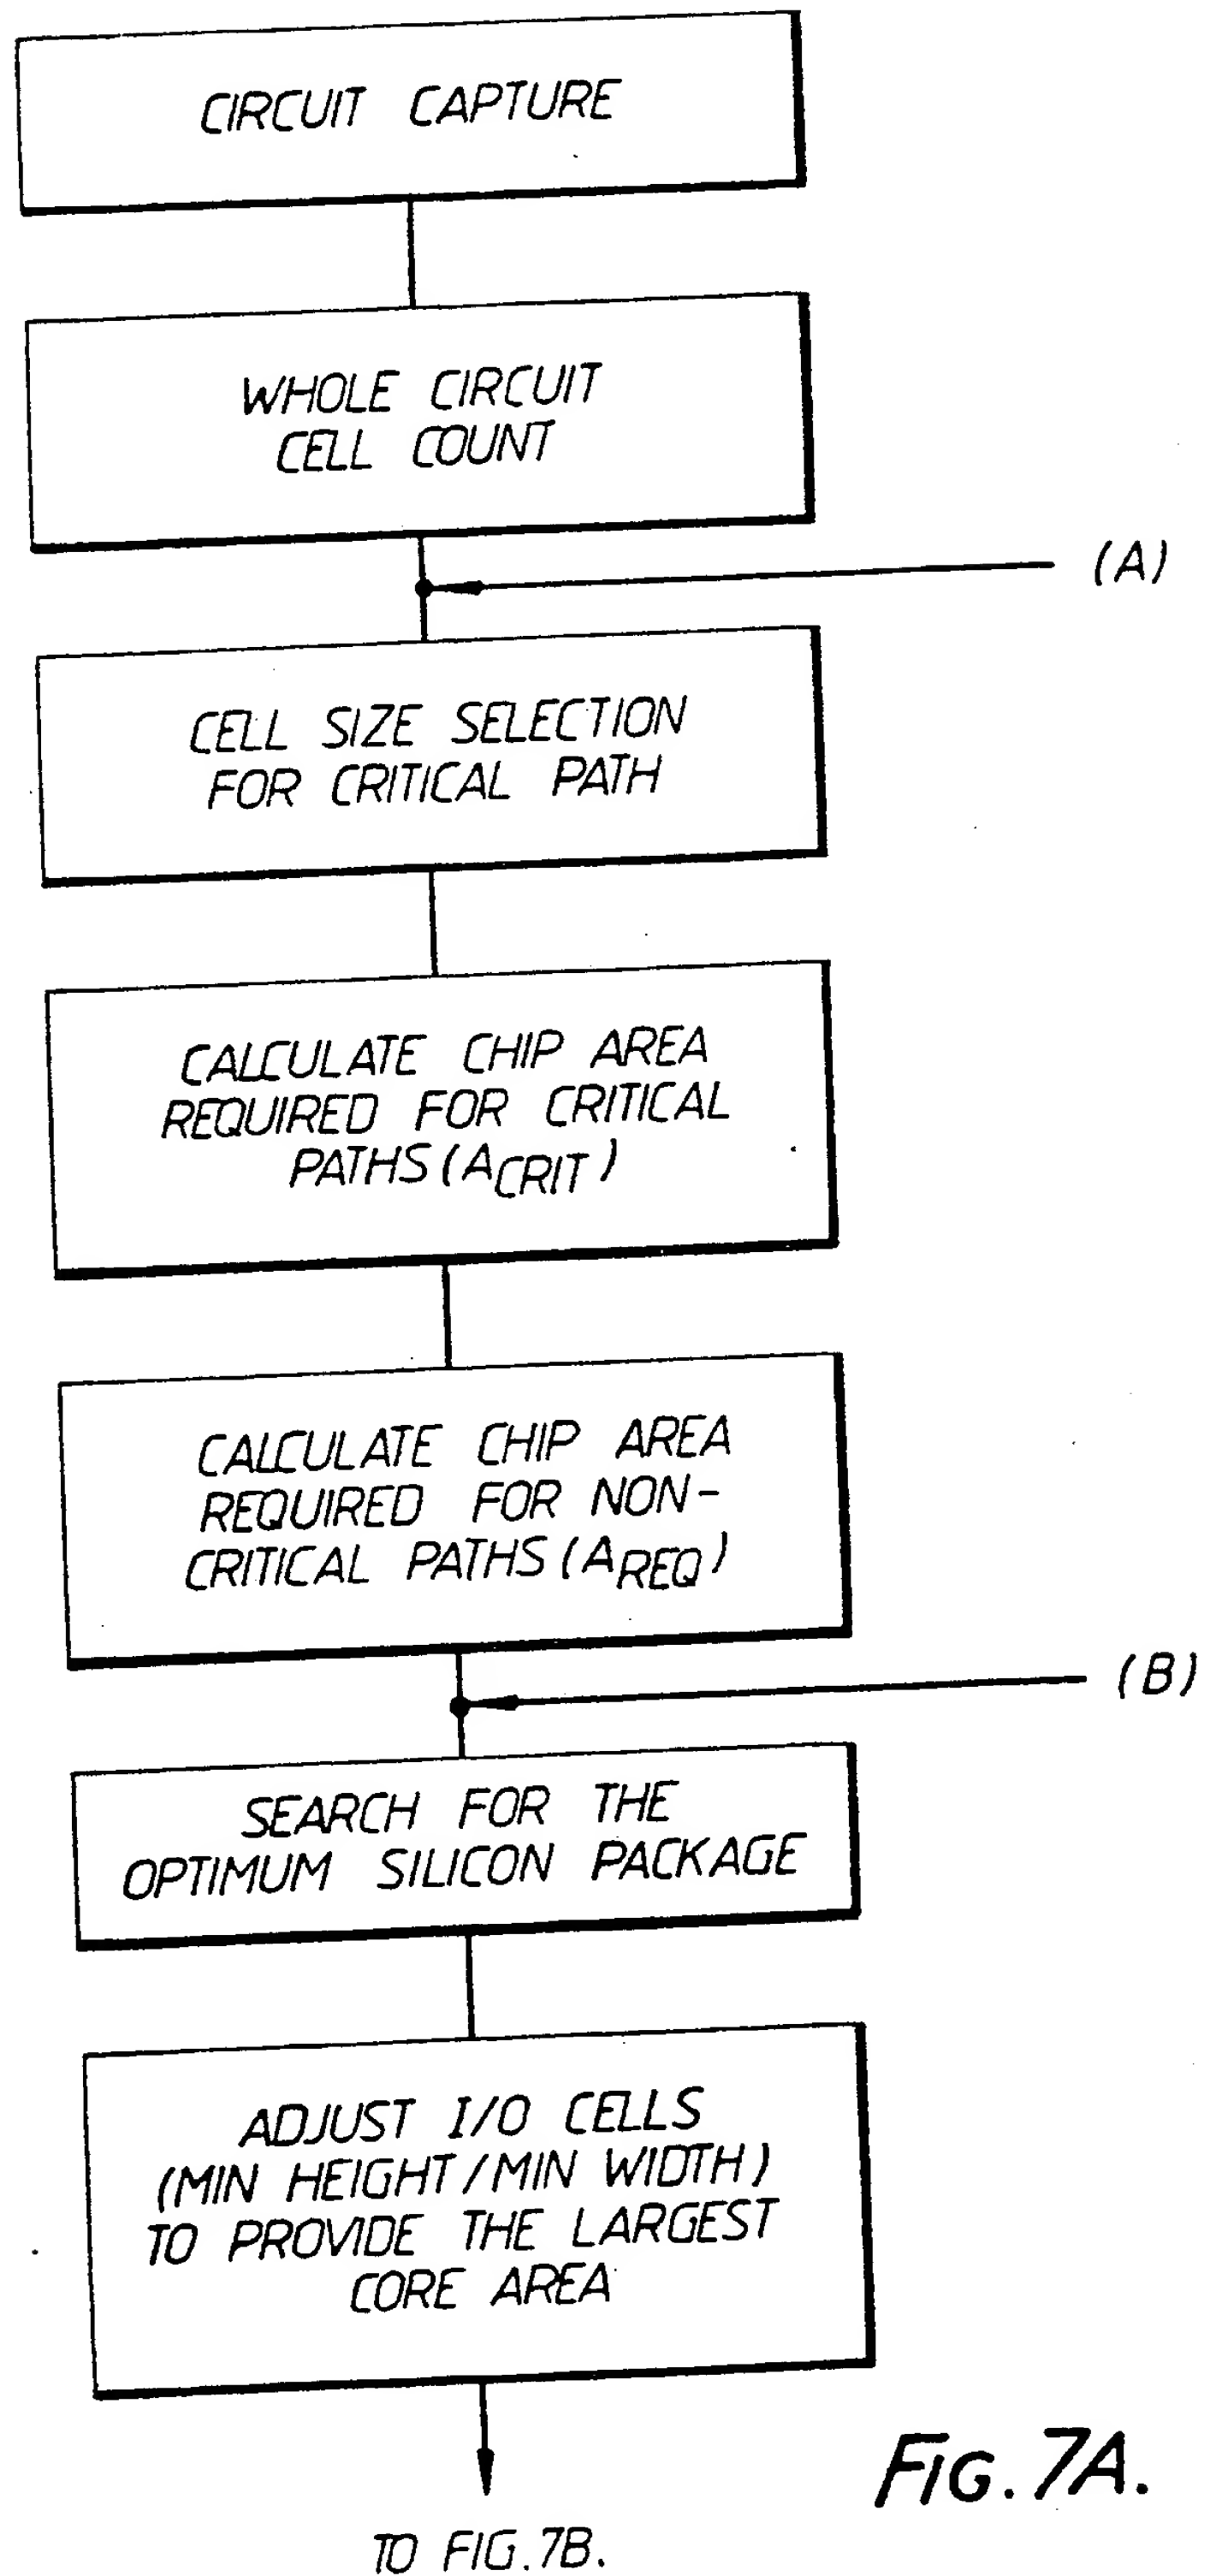 CIRCUIT CAPTURE
WHOLE CIRCUIT
CELL COUNT
(A)
CELL SIZE SELECTION
FOR CRITICAL PATH
CALCULATE CHIP AREA
REQUIRED FOR CRITICAL
PATHS (ACRIT)
CALCULATE CHIP AREA
REQUIRED FOR NON-
CRITICAL PATHS (AREQ)
(B)
SEARCH FOR THE
OPTIMUM SILICON PACKAGE
ADJUST I/O CELLS
(MIN HEIGHT/MIN WIDTH)
TO PROVIDE THE LARGEST
CORE AREA
FIG. 7A.
TO FIG. 7B.